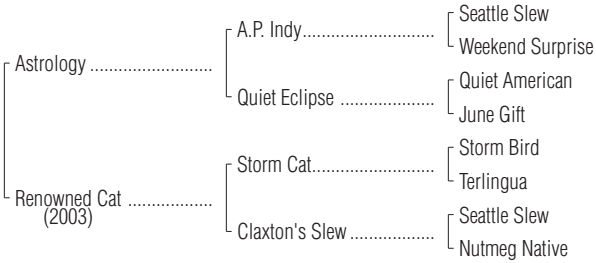 Seattle Slew
A.P. Indy
Weekend Surprise
Astrology
Quiet American
Quiet Eclipse
June Gift
Storm Bird
Storm Cat
Terlingua
Renowned Cat
(2003)
Seattle Slew
Claxton's Slew
Nutmeg Native